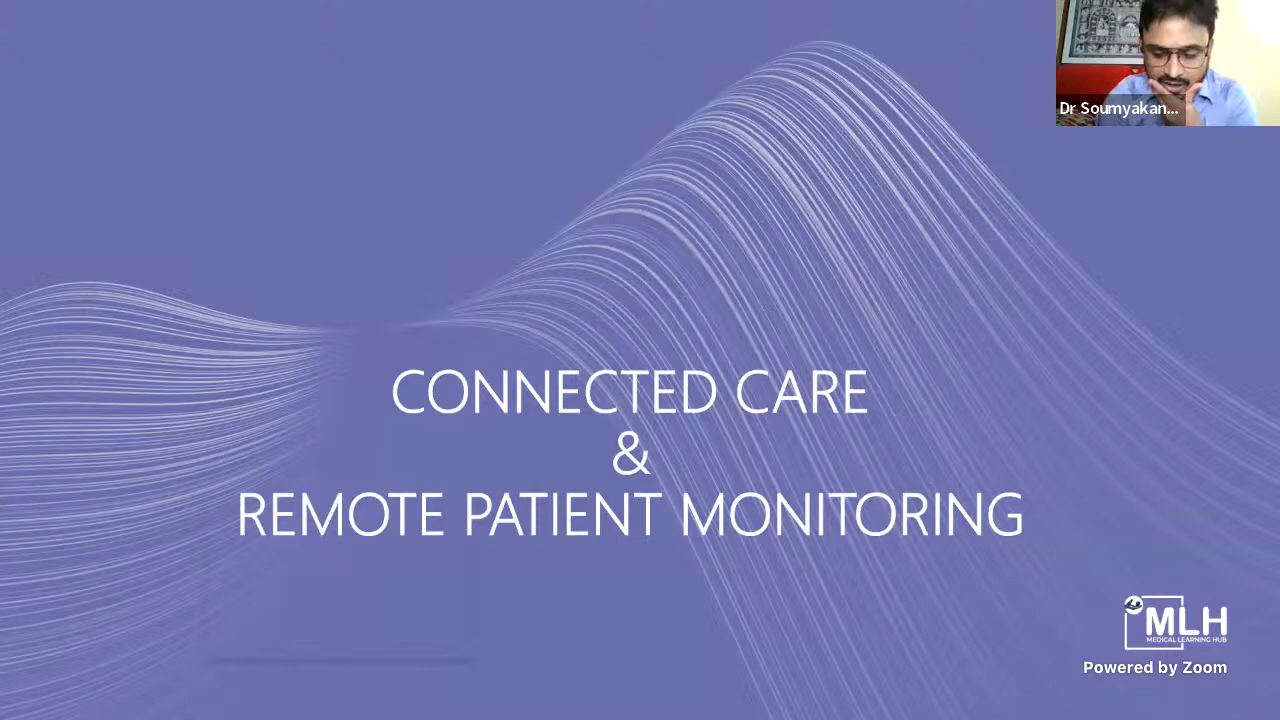 Dr Soumyakan...
CONNECTED CARE
&
REMOTE PATIENT MONITORING
MLH
MEDICAL LEARNING HUB
Powered by Zoom